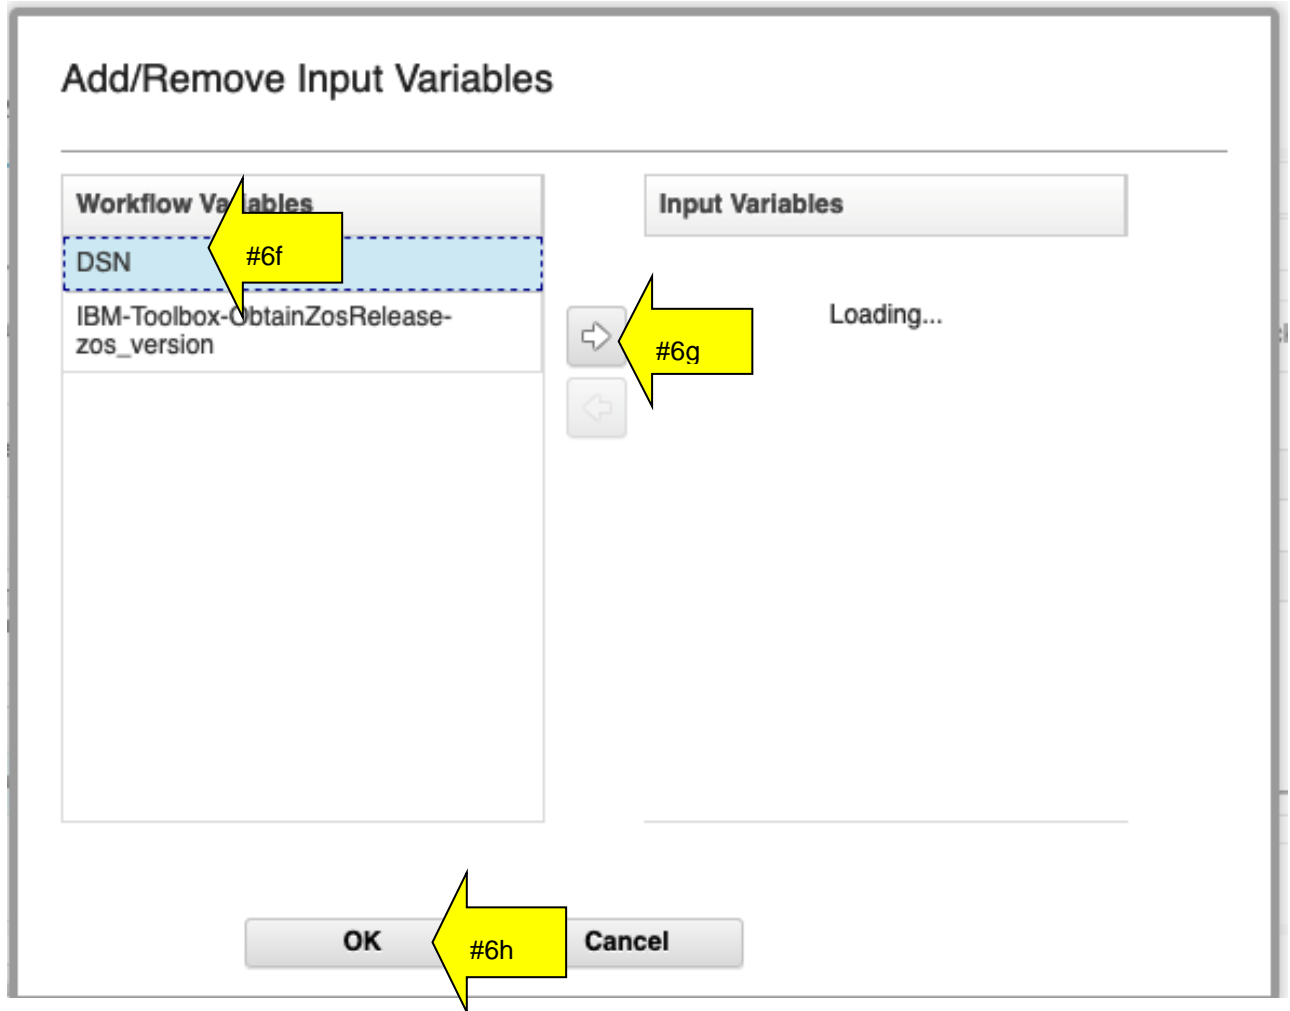 Add/Remove Input Variables
Workflow Variables
Input Variables
DSN
#6f
IBM-Toolbox-ObtainZosRelease-
zos_version
Loading...
#6g
OK
#6h
Cancel